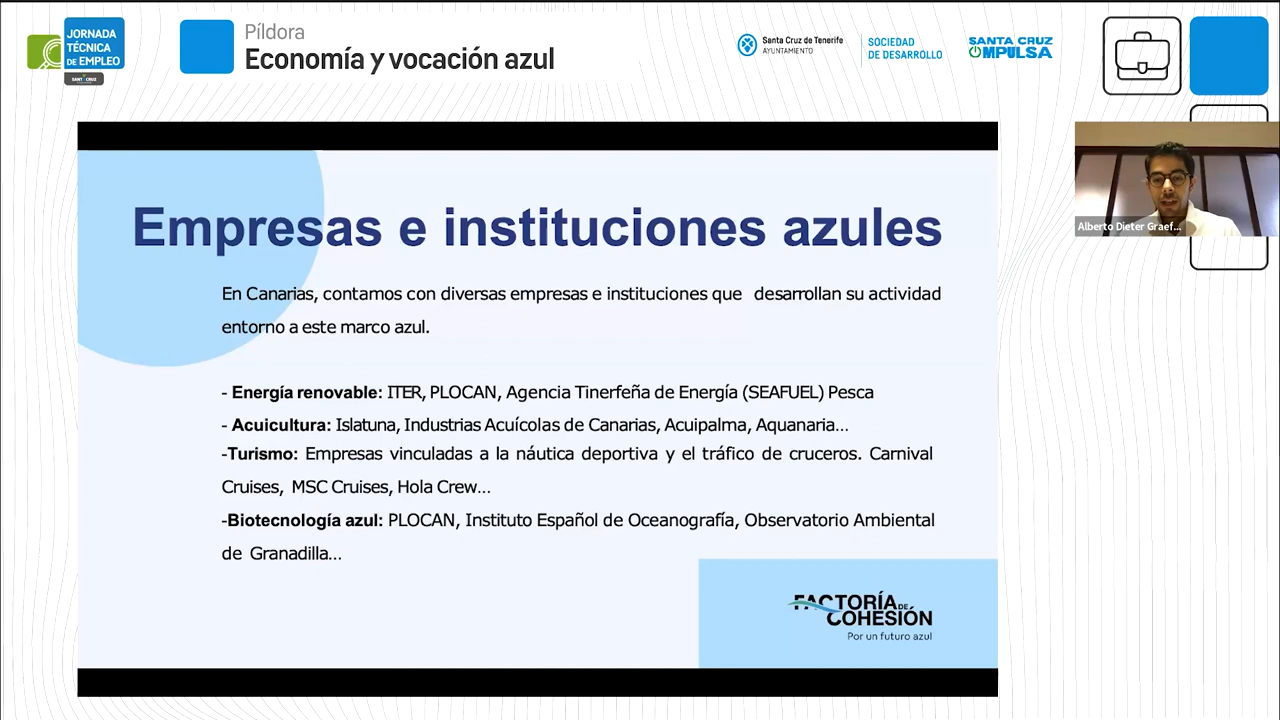 JORNADA
TÉCNICA
DE EMPLEO
Píldora
Economía y vocación azul
Santa Cruz de Tenerife
AYUNTAMIENTO
SOCIEDAD
DE DESARROLLO
SANTA CRUZ
OMPULSA
Empresas e instituciones azules
En Canarias, contamos con diversas empresas e instituciones que desarrollan su actividad
entorno a este marco azul.
- Energía renovable: ITER, PLOCAN, Agencia Tinerfeña de Energía (SEAFUEL) Pesca
- Acuicultura: Islatuna, Industrias Acuícolas de Canarias, Acuipalma, Aquanaria...
-Turismo: Empresas vinculadas a la náutica deportiva y el tráfico de cruceros. Carnival
Cruises, MSC Cruises, Hola Crew...
-Biotecnología azul: PLOCAN, Instituto Español de Oceanografía, Observatorio Ambiental
de Granadilla...
FACTORÍA DE
COHESIÓN
Por un futuro azul
Alberto Dieter Graef...